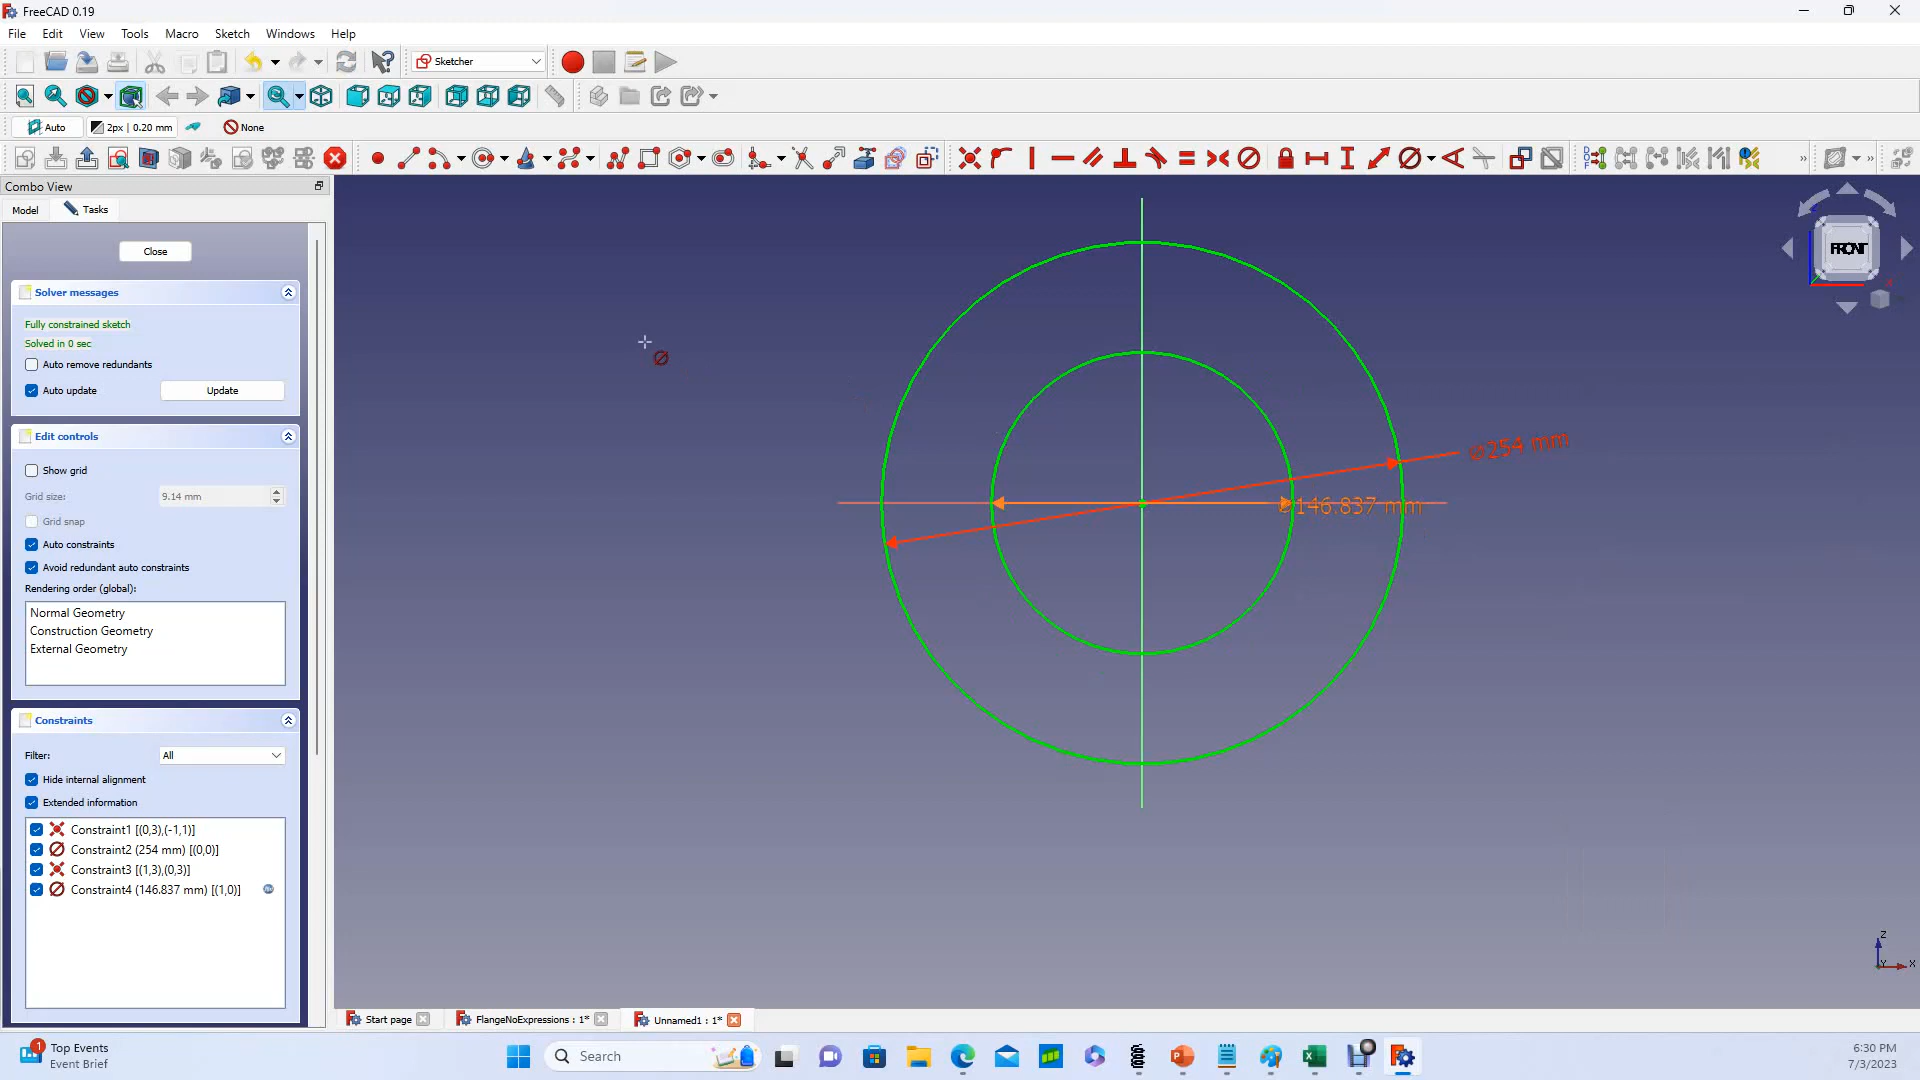 FreeCAD 0.19
File Edit View Tools Macro Sketch Windows Help
Sketcher
Auto 2px | 0.20 mm None
Combo View
Model Tasks
Close
Solver messages
Fully constrained sketch
Solved in 0 sec
Auto remove redundants
Auto update Update
Edit controls
Show grid
Grid size: 9.14 mm
Grid snap
Auto constraints
Avoid redundant auto constraints
Rendering order (global):
Normal Geometry
Construction Geometry
External Geometry
Constraints
Filter: All
Hide internal alignment
Extended information
Constraint1 [(0,3),(-1,1)]
Constraint2 (254 mm) [(0,0)]
Constraint3 [(1,3),(0,3)]
Constraint4 (146.837 mm) [(1,0)]
FRONT
⌀254 mm
⌀146.837 mm
Z
Y X
Start page FlangeNoExpressions : 1* Unnamed1 : 1*
1 Top Events
Event Brief
Search
6:30 PM
7/3/2023